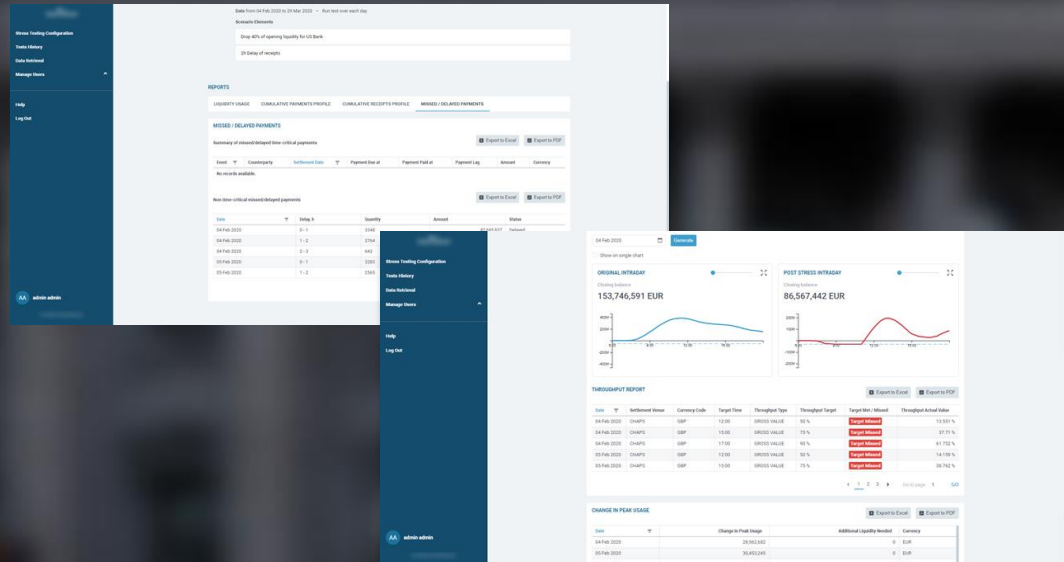 Date from 04 Feb 2020 to 29 Mar 2020 • Run test over each day
Stress Testing Configuration
Tests History
Data Retrieval
Manage Users
Help
Log Out
AA admin admin
Scenario Elements
Drop 40% of opening liquidity for US Bank
2h Delay of receipts
REPORTS
LIQUIDITY USAGE CUMULATIVE PAYMENTS PROFILE CUMULATIVE RECEIPTS PROFILE MISSED / DELAYED PAYMENTS
MISSED / DELAYED PAYMENTS
Summary of missed/delayed time-critical payments Export to Excel Export to PDF
Event Counterparty Settlement Date Payment Due at Payment Paid at Payment Lag Amount Currency
No records available.
Non time-critical missed/delayed payments Export to Excel Export to PDF
Date Delay, h Quantity Amount Status
04 Feb 2020 0 - 1 Delayed
04 Feb 2020 1 - 2 2764
04 Feb 2020 2 - 3
05 Feb 2020 0 - 1
05 Feb 2020 1 - 2
Stress Testing Configuration
Tests History
Data Retrieval
Manage Users
Help
Log Out
AA admin admin
04 Feb 2020 Generate
Show on single chart
ORIGINAL INTRADAY
Closing balance
153,746,591 EUR
POST STRESS INTRADAY
Closing balance
86,567,442 EUR
THROUGHPUT REPORT Export to Excel Export to PDF
Date Settlement Venue Currency Code Target Time Throughput Type Throughput Target Target Met / Missed Throughput Actual Value
04 Feb 2020 CHAPS GBP 12:00 GROSS VALUE 50 % Target Missed 13.551 %
04 Feb 2020 CHAPS GBP 15:00 GROSS VALUE 75 % Target Missed 37.71 %
04 Feb 2020 CHAPS GBP 17:00 GROSS VALUE 90 % Target Missed 61.752 %
05 Feb 2020 CHAPS GBP 12:00 GROSS VALUE 50 % Target Missed 14.159 %
05 Feb 2020 CHAPS GBP 15:00 GROSS VALUE 75 % Target Missed 38.762 %
1 2 3 Go to page 1 GO
CHANGE IN PEAK USAGE Export to Excel Export to PDF
Date Change in Peak Usage Additional Liquidity Needed Currency
04 Feb 2020 0 EUR
05 Feb 2020 0 EUR